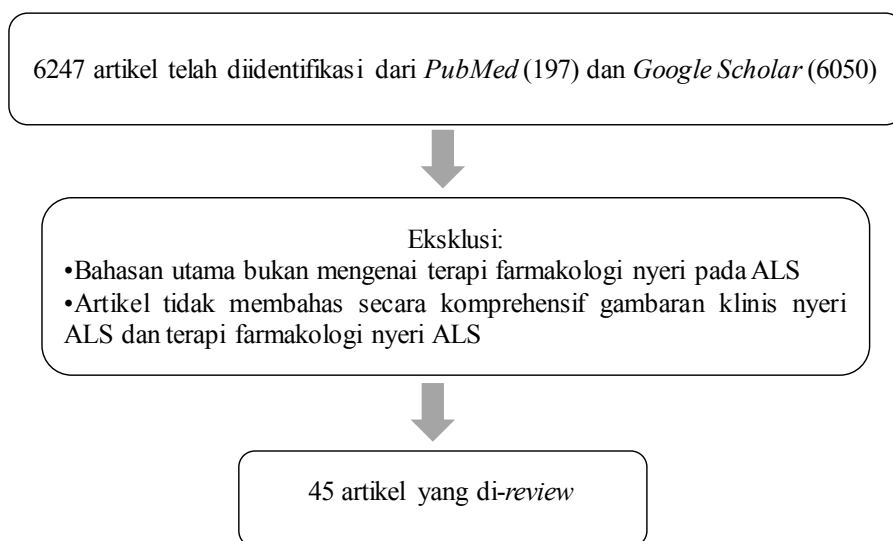 6247 artikel telah diidentifikasi dari PubMed (197) dan Google Scholar (6050)
Eksklusi:
•Bahasan utama bukan mengenai terapi farmakologi nyeri pada ALS
•Artikel tidak membahas secara komprehensif gambaran klinis nyeri
ALS dan terapi farmakologi nyeri ALS
45 artikel yang di-review